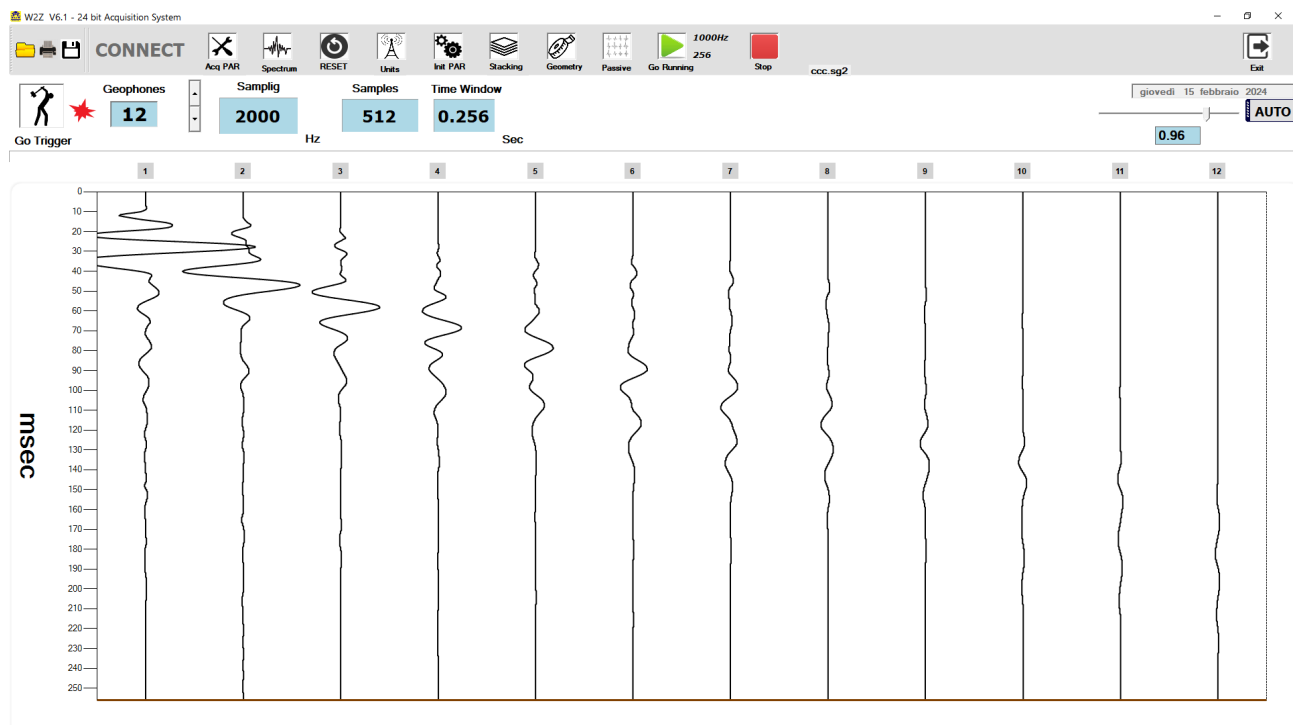 W2Z V6.1 - 24 bit Acquisition System
CONNECT
Acq PAR
Spectrum
RESET
Units
Init PAR
Stacking
Geometry
Passive
Go Running
1000Hz
256
Stop
ccc.sg2
Exit
Go Trigger
Geophones
12
Samplig
2000
Hz
Samples
512
Time Window
0.256
Sec
giovedì 15 febbraio 2024
AUTO
0.96
1 2 3 4 5 6 7 8 9 10 11 12
msec
0
10
20
30
40
50
60
70
80
90
100
110
120
130
140
150
160
170
180
190
200
210
220
230
240
250